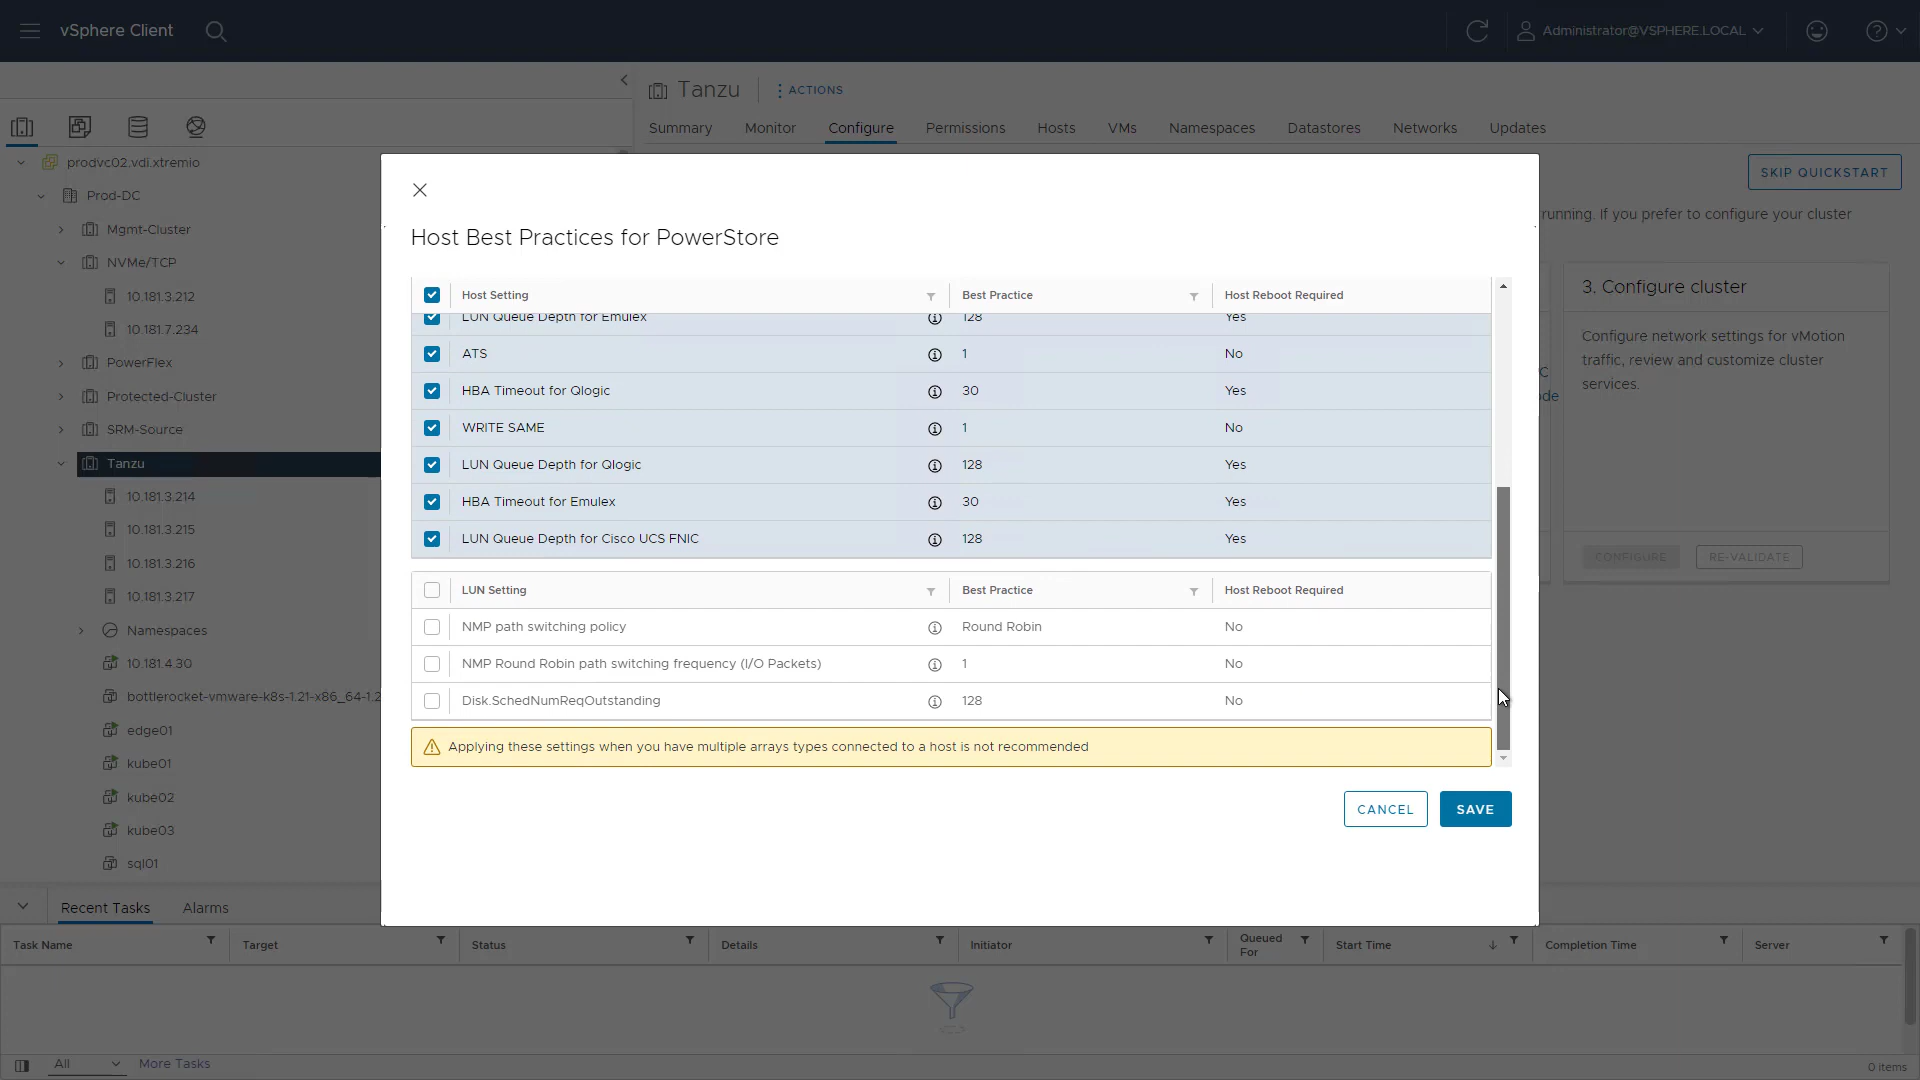 vSphere Client
Administrator@VSPHERE.LOCAL
Tanzu
ACTIONS
Summary Monitor Configure Permissions Hosts VMs Namespaces Datastores Networks Updates
prodvc02.vdi.xtremio
Prod-DC
Mgmt-Cluster
NVMe/TCP
10.181.3.212
10.181.7.234
PowerFlex
Protected-Cluster
SRM-Source
Tanzu
10.181.3.214
10.181.3.215
10.181.3.216
10.181.3.217
Namespaces
10.181.4.30
bottlerocket-vmware-k8s-1.21-x86_64-1.2
edge01
kube01
kube02
kube03
sql01
SKIP QUICKSTART
running. If you prefer to configure your cluster
3. Configure cluster
Configure network settings for vMotion
traffic, review and customize cluster
services.
CONFIGURE RE-VALIDATE
Host Best Practices for PowerStore
Host Setting Best Practice Host Reboot Required
LUN Queue Depth for Emulex 128 Yes
ATS 1 No
HBA Timeout for Qlogic 30 Yes
WRITE SAME 1 No
LUN Queue Depth for Qlogic 128 Yes
HBA Timeout for Emulex 30 Yes
LUN Queue Depth for Cisco UCS FNIC 128 Yes
LUN Setting Best Practice Host Reboot Required
NMP path switching policy Round Robin No
NMP Round Robin path switching frequency (I/O Packets) 1 No
Disk.SchedNumReqOutstanding 128 No
Applying these settings when you have multiple arrays types connected to a host is not recommended
CANCEL SAVE
Recent Tasks Alarms
Task Name Target Status Details Initiator Queued For Start Time Completion Time Server
All More Tasks
0 items